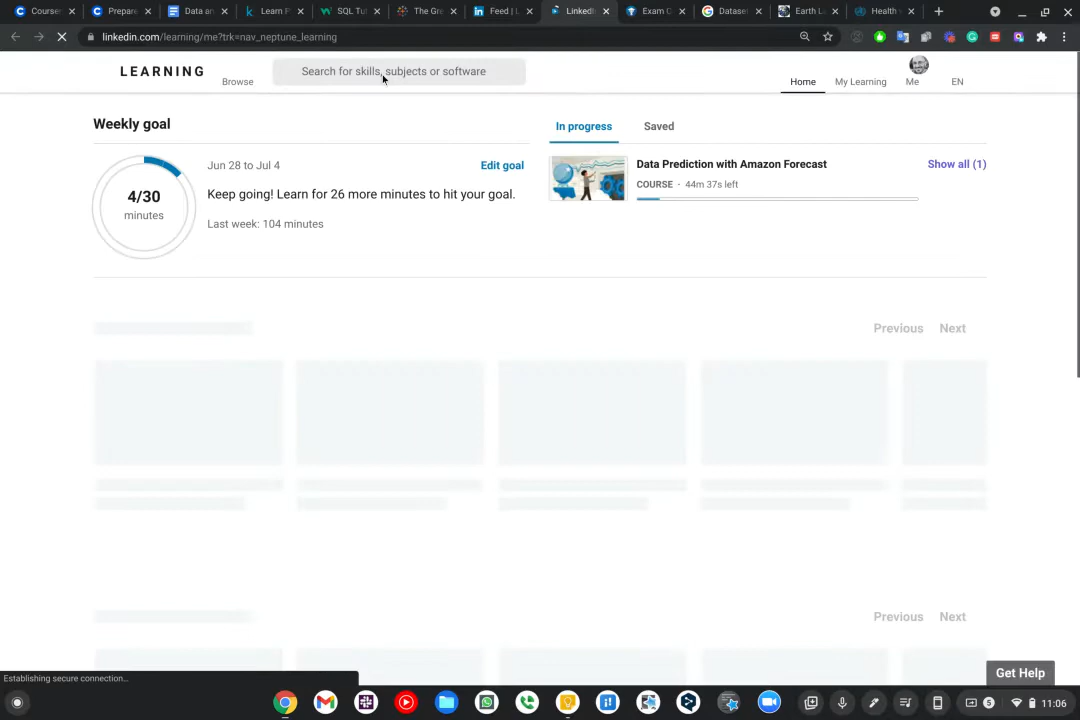 Course
Prepare
Data an
Learn P
SQL Tu
The Gre
Feed | L
LinkedI
Exam C
Dataset
Earth L
Health
linkedin.com/learning/me?trk=nav_neptune_learning
LEARNING
Browse
Search for skills, subjects or software
Home
My Learning
Me
EN
Weekly goal
Jun 28 to Jul 4
Edit goal
4/30
minutes
Keep going! Learn for 26 more minutes to hit your goal.
Last week: 104 minutes
In progress
Saved
Data Prediction with Amazon Forecast
Show all (1)
COURSE · 44m 37s left
Previous
Next
Previous
Next
Get Help
Establishing secure connection...
5
11:06